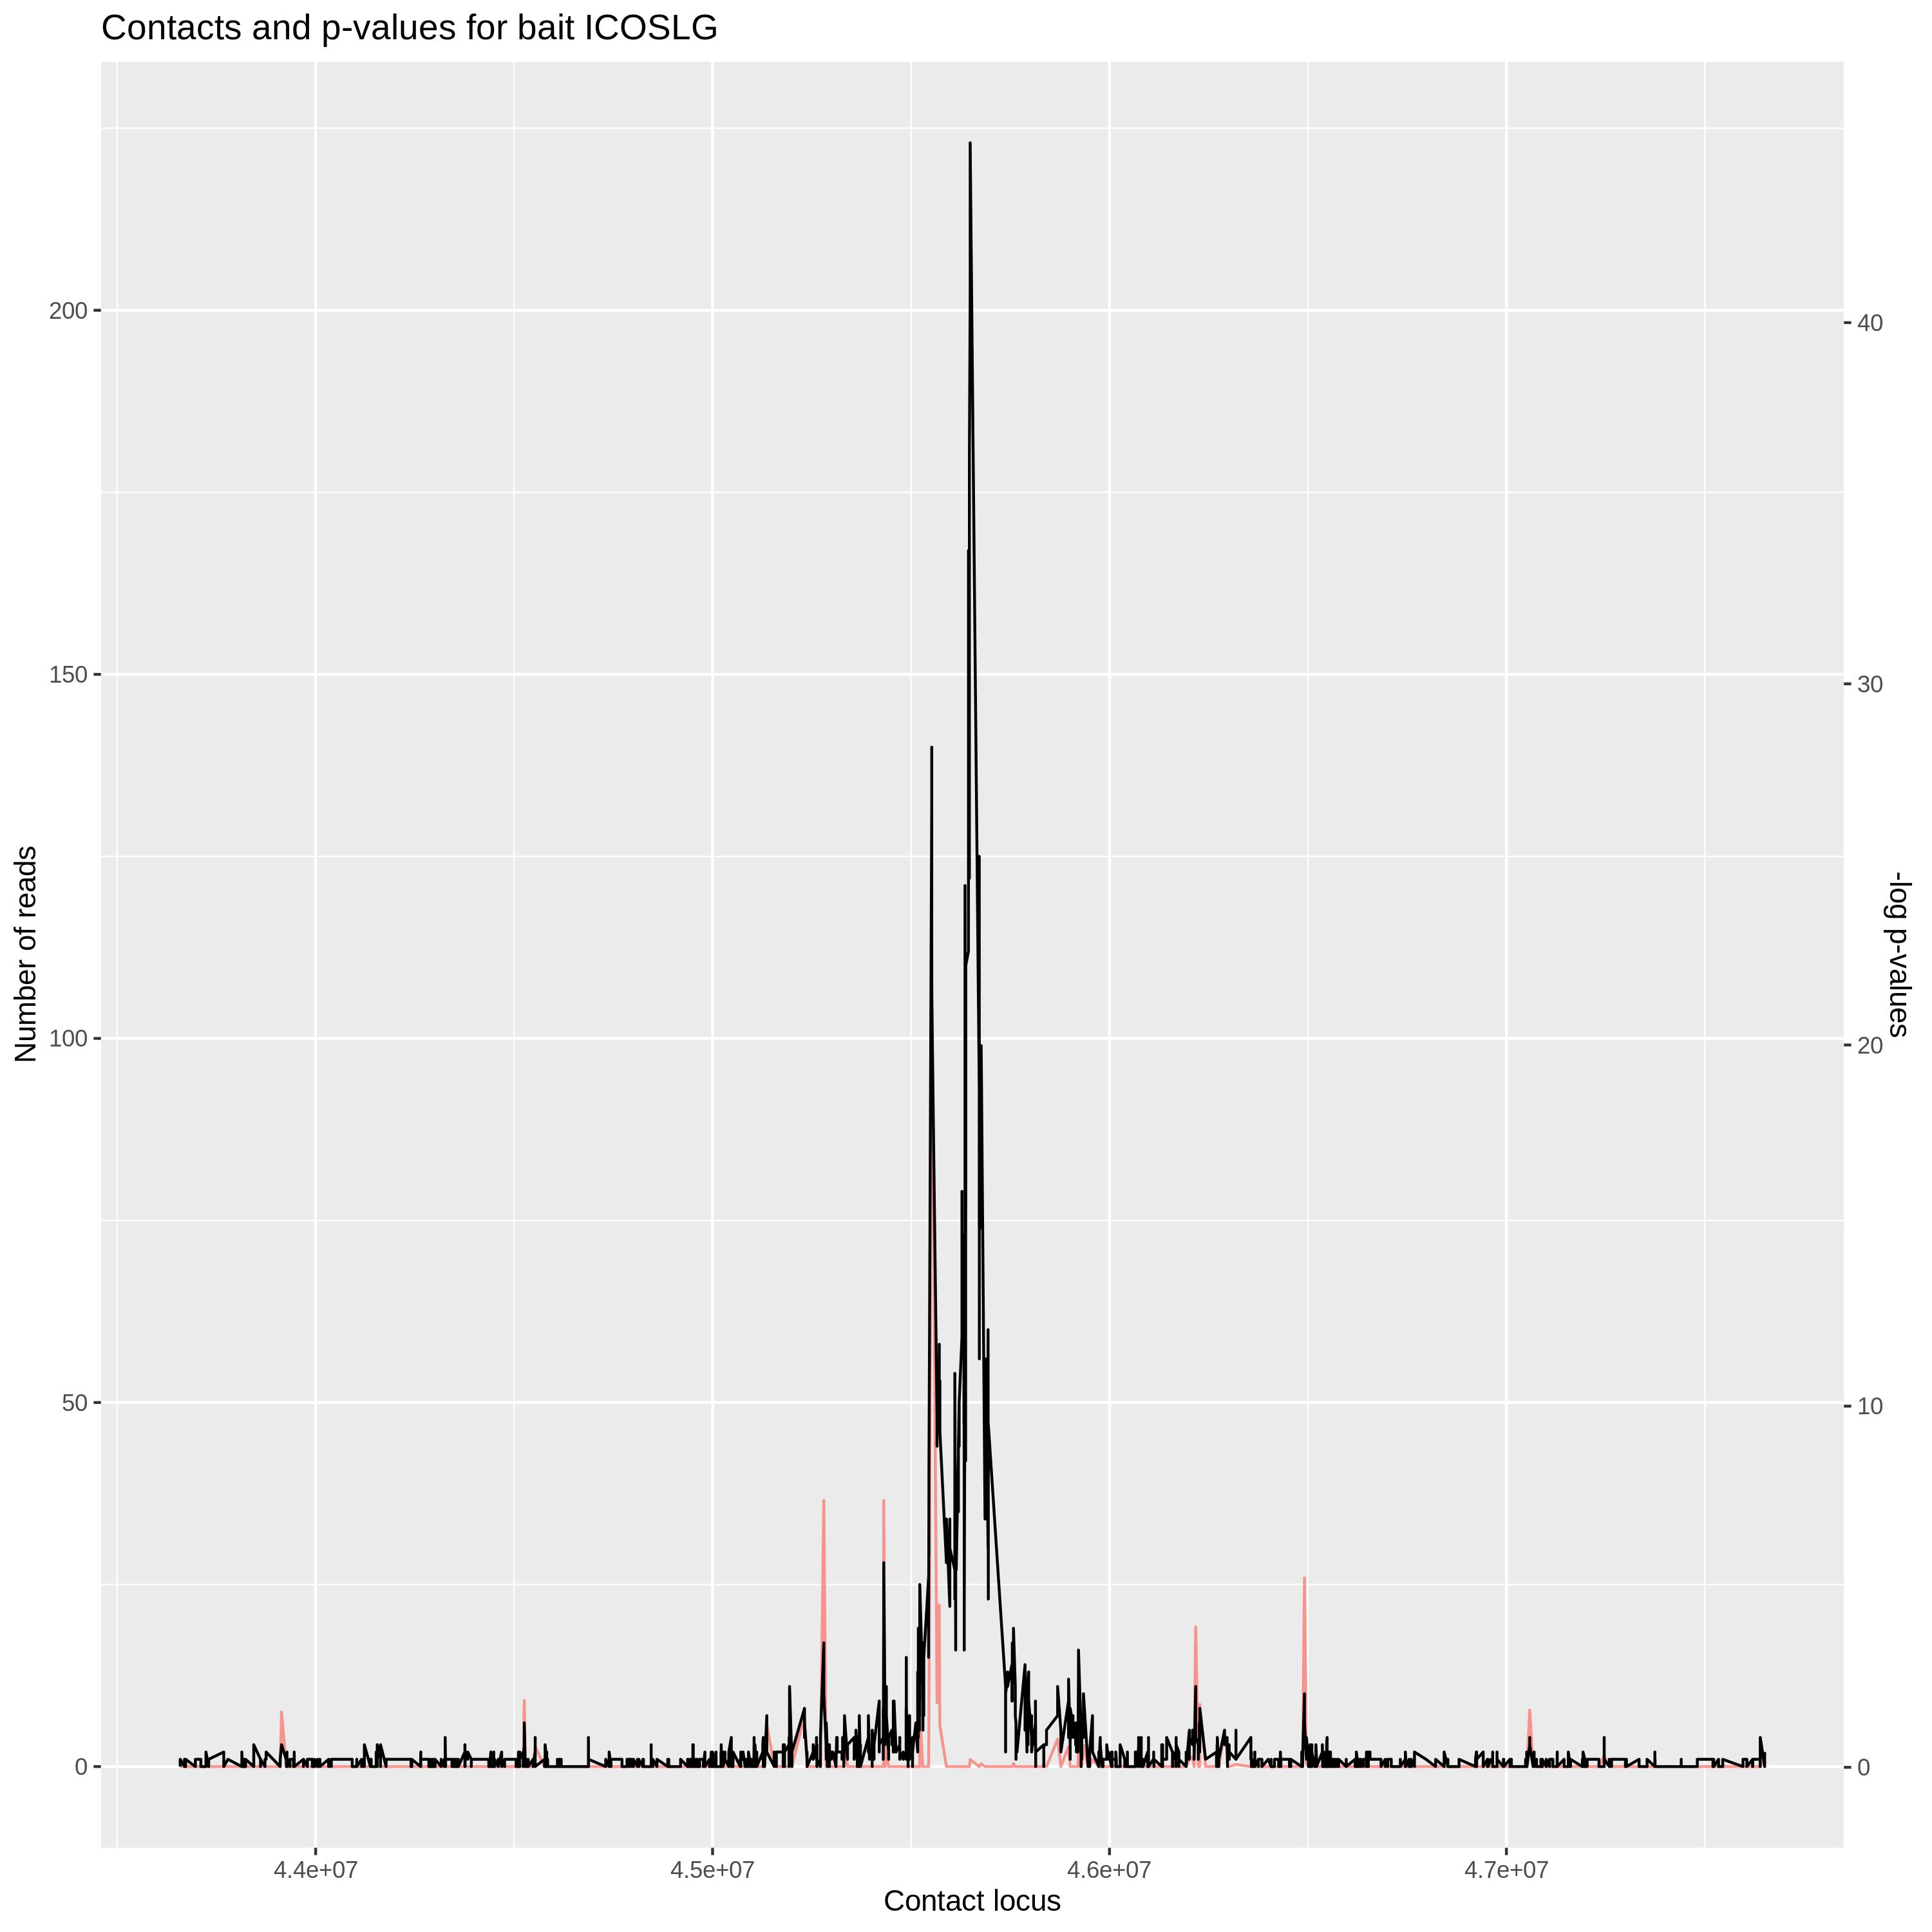 Contacts and p-values for bait ICOSLG
Number of reads
200
150
100
50
0
40
30
20
10
0
-log p-values
4.4e+07
4.5e+07
4.6e+07
4.7e+07
Contact locus